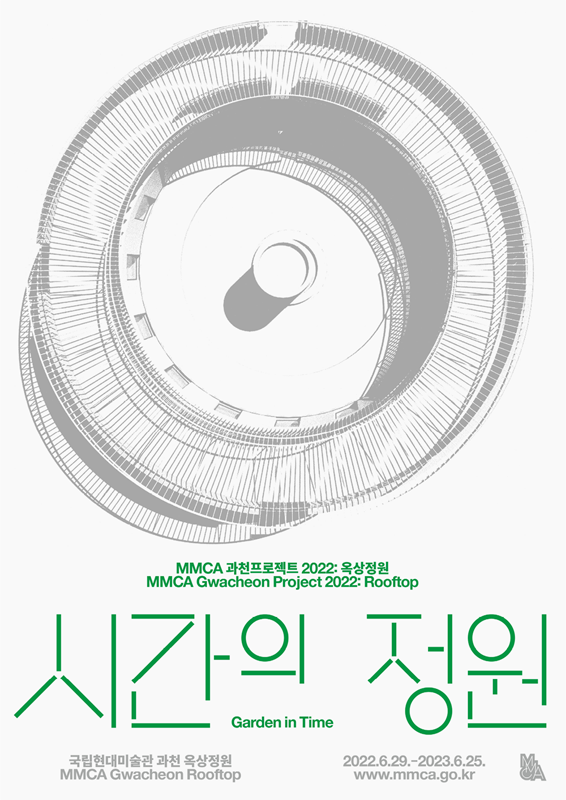 MMCA 과천프로젝트 2022: 옥상정원
MMCA Gwacheon Project 2022: Rooftop
시간의 정원
Garden in Time
국립현대미술관 과천 옥상정원
MMCA Gwacheon Rooftop
2022.6.29.–2023.6.25.
www.mmca.go.kr
MMCA